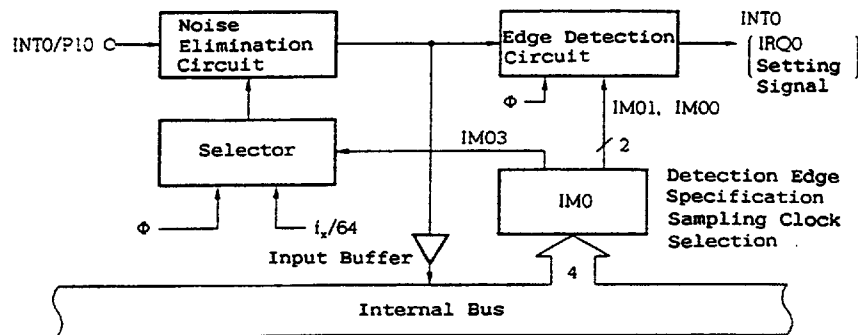 INT0/P10
Noise
Elimination
Circuit
Edge Detection
Circuit
INT0
IRQ0
Setting
Signal
Φ
IM01, IM00
2
IM03
Selector
IM0
Detection Edge
Specification
Sampling Clock
Selection
Φ
fx/64
Input Buffer
4
Internal Bus